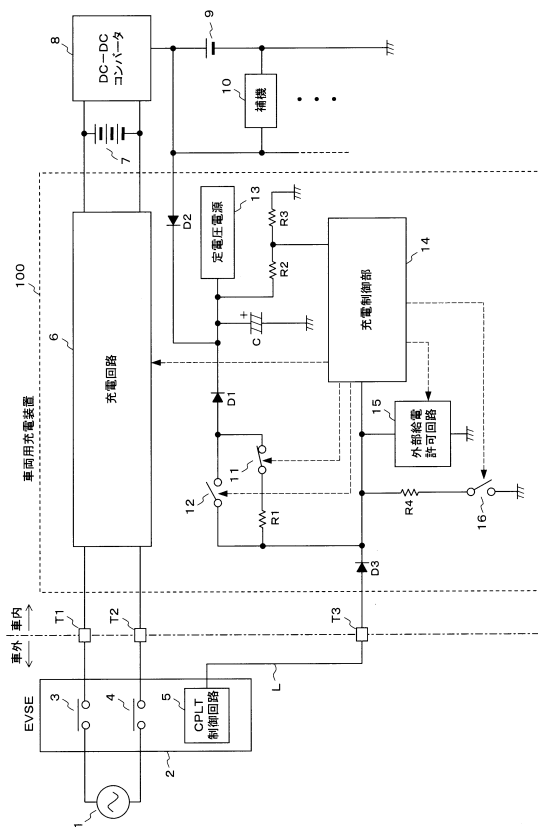 車両用充電装置
100
車外
車内
EVSE
1
2
3
4
5
CPLT
制御回路
L
T1
T2
T3
6
充電回路
7
8
DC−DC
コンバータ
9
10
補機
D1
D2
D3
11
12
R1
R2
R3
R4
C
+
13
定電圧電源
14
充電制御部
15
外部給電
許可回路
16